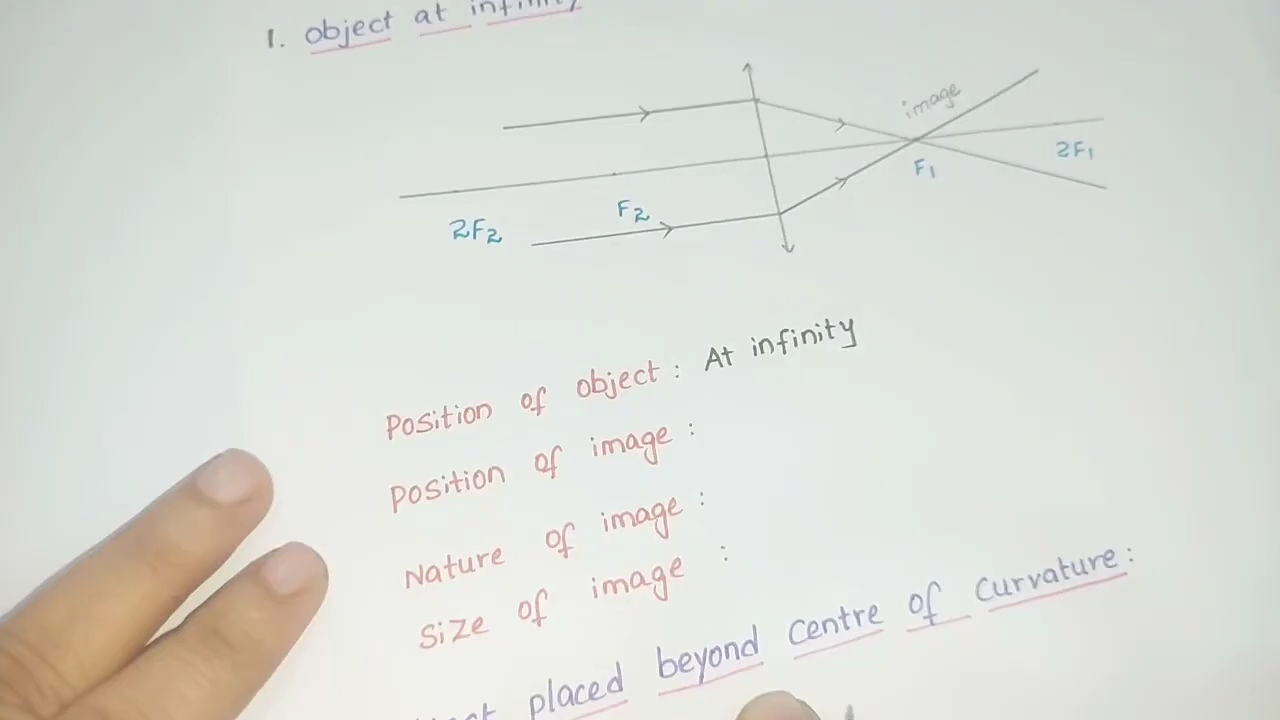 1. object at infinity
image
2F1
F1
F2
2F2
Position of object : At infinity
Position of image :
Nature of image :
Size of image :
placed beyond Centre of Curvature :